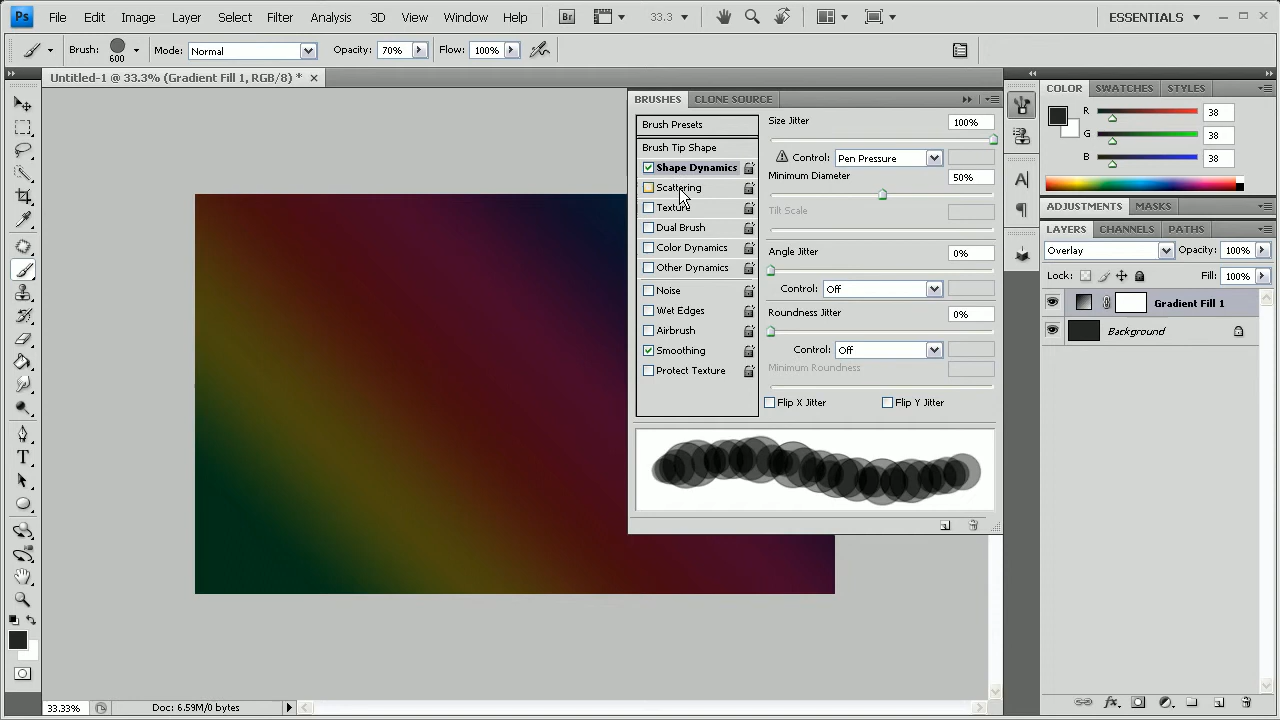 Ps File Edit Image Layer Select Filter Analysis 3D View Window Help Br 33.3 ESSENTIALS
Brush: 600 Mode: Normal Opacity: 70% Flow: 100%
Untitled-1 @ 33.3% (Gradient Fill 1, RGB/8) *
BRUSHES CLONE SOURCE
Brush Presets
Brush Tip Shape
Shape Dynamics
Scattering
Texture
Dual Brush
Color Dynamics
Other Dynamics
Noise
Wet Edges
Airbrush
Smoothing
Protect Texture
Size Jitter 100%
Control: Pen Pressure
Minimum Diameter 50%
Tilt Scale
Angle Jitter 0%
Control: Off
Roundness Jitter 0%
Control: Off
Minimum Roundness
Flip X Jitter Flip Y Jitter
COLOR SWATCHES STYLES
R 38
G 38
B 38
ADJUSTMENTS MASKS
LAYERS CHANNELS PATHS
Overlay Opacity: 100%
Lock: Fill: 100%
Gradient Fill 1
Background
33.33% Doc: 6.59M/0 bytes